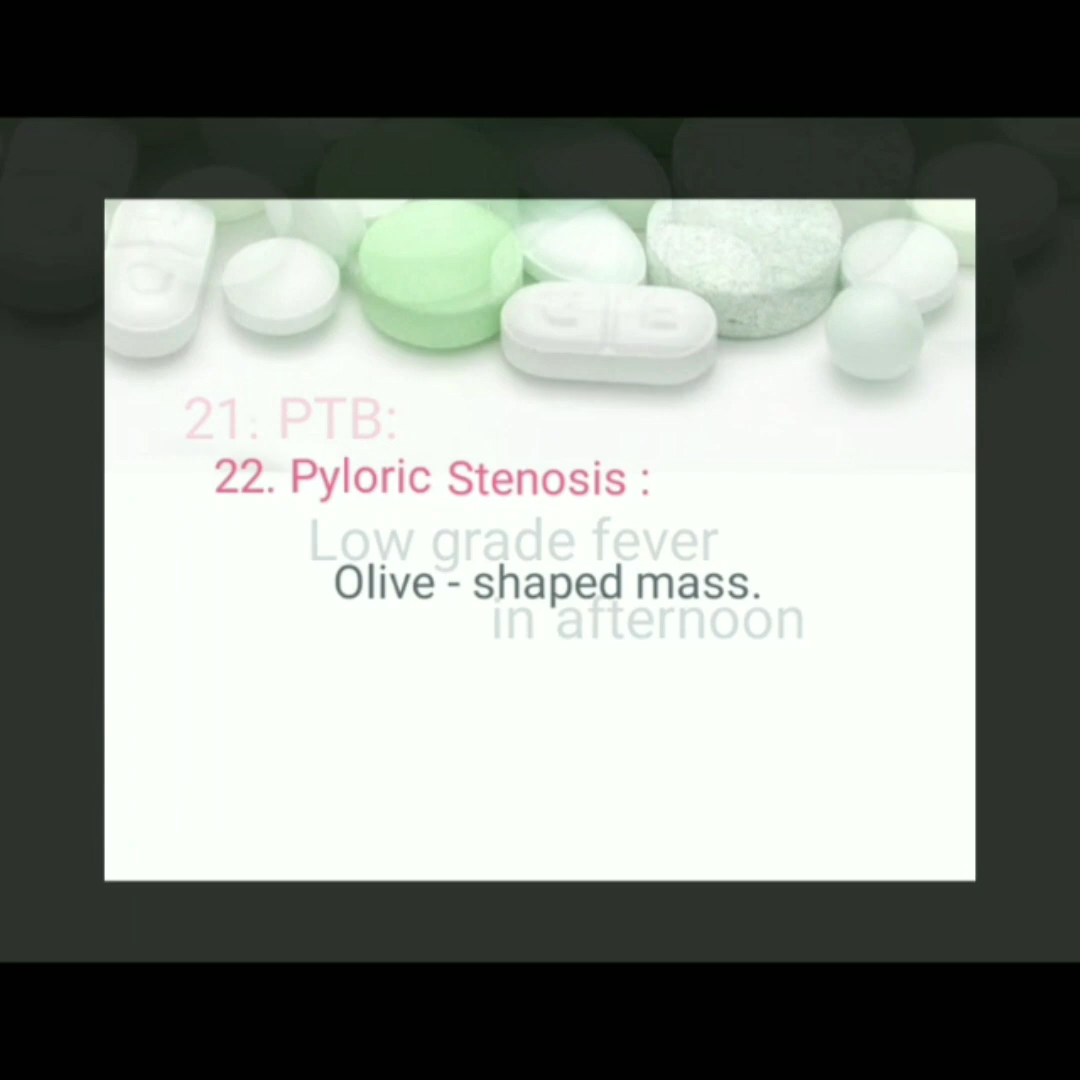 21. PTB:
22. Pyloric Stenosis :
Low grade fever
Olive - shaped mass.
in afternoon